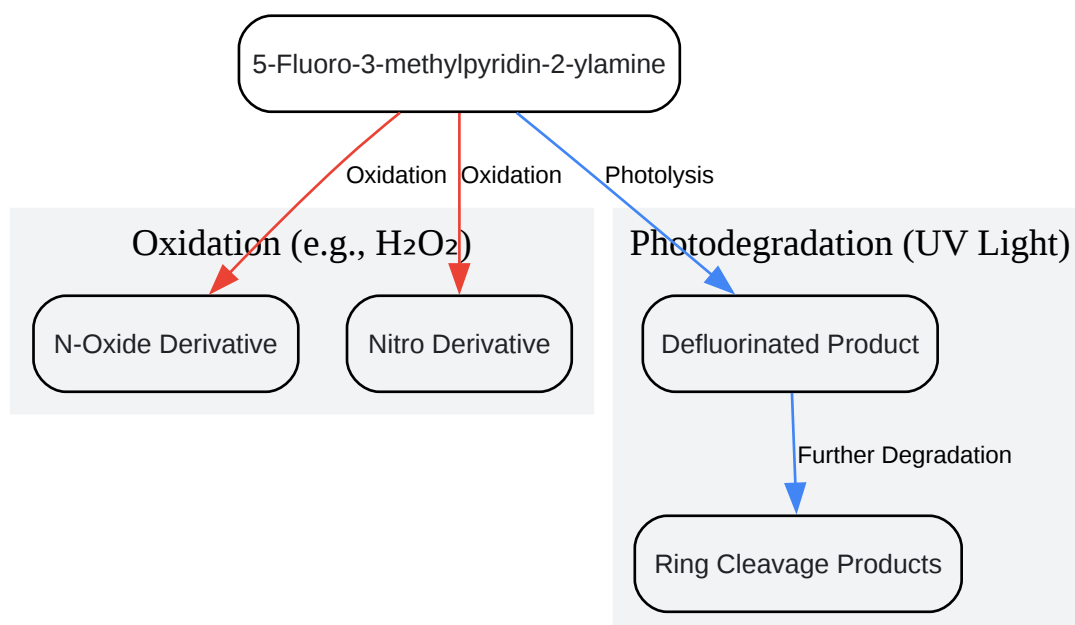 5-Fluoro-3-methylpyridin-2-ylamine
Oxidation
Oxidation
Photolysis
Oxidation (e.g., H₂O₂)
Photodegradation (UV Light)
N-Oxide Derivative
Nitro Derivative
Defluorinated Product
Further Degradation
Ring Cleavage Products